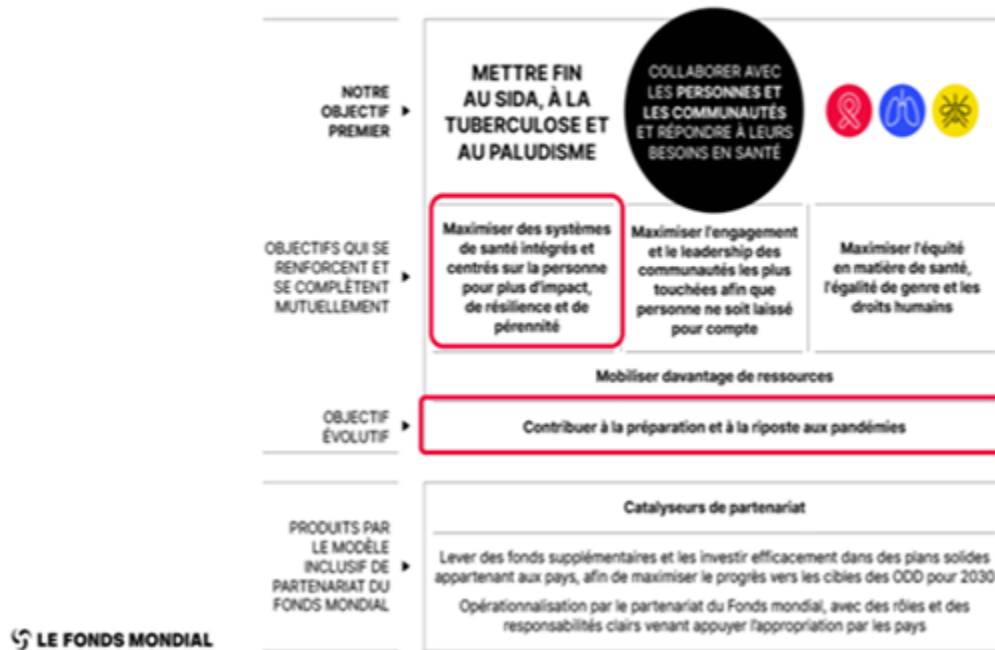 NOTRE
OBJECTIF
PREMIER
METTRE FIN
AU SIDA, À LA
TUBERCULOSE ET
AU PALUDISME
COLLABORER AVEC
LES PERSONNES ET
LES COMMUNAUTÉS
ET RÉPONDRE À LEURS
BESOINS EN SANTÉ
OBJECTIFS QUI SE
RENFORCENT ET
SE COMPLÈTENT
MUTUELLEMENT
Maximiser des systèmes
de santé intégrés et
centrés sur la personne
pour plus d'impact,
de résilience et de
pérennité
Maximiser l'engagement
et le leadership des
communautés les plus
touchées afin que
personne ne soit laissé
pour compte
Maximiser l'équité
en matière de santé,
l'égalité de genre et les
droits humains
Mobiliser davantage de ressources
OBJECTIF
ÉVOLUTIF
Contribuer à la préparation et à la riposte aux pandémies
PRODUITS PAR
LE MODÈLE
INCLUSIF DE
PARTENARIAT DU
FONDS MONDIAL
Catalyseurs de partenariat
Lever des fonds supplémentaires et les investir efficacement dans des plans solides
appartenant aux pays, afin de maximiser le progrès vers les cibles des ODD pour 2030
Opérationnalisation par le partenariat du Fonds mondial, avec des rôles et des
responsabilités clairs venant appuyer l'appropriation par les pays
LE FONDS MONDIAL